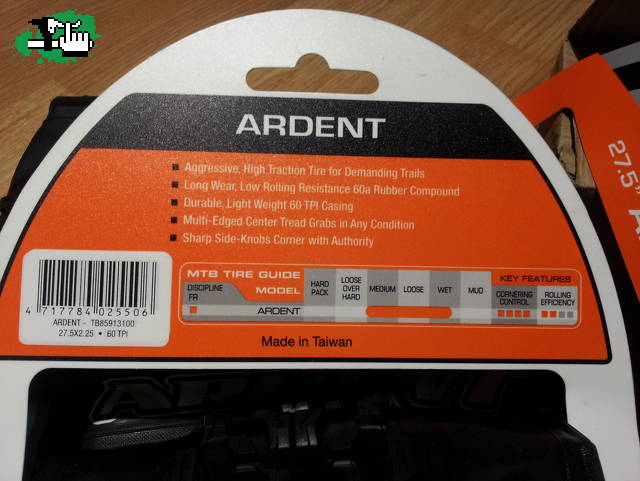 ARDENT
Aggressive, High Traction Tire for Demanding Trails
Long Wear, Low Rolling Resistance 60a Rubber Compound
Durable, Light Weight 60 TPI Casing
Multi-Edged Center Tread Grabs in Any Condition
Sharp Side-Knobs Corner with Authority
MTB TIRE GUIDE
DISCIPLINE FR
MODEL
HARD PACK
LOOSE OVER HARD
MEDIUM
LOOSE
WET
MUD
KEY FEATURES
CORNERING CONTROL
ROLLING EFFICIENCY
ARDENT
4 717784 025506
ARDENT - TB85913100
27.5X2.25 • 60 TPI
Made in Taiwan
ARDENT
27.5"